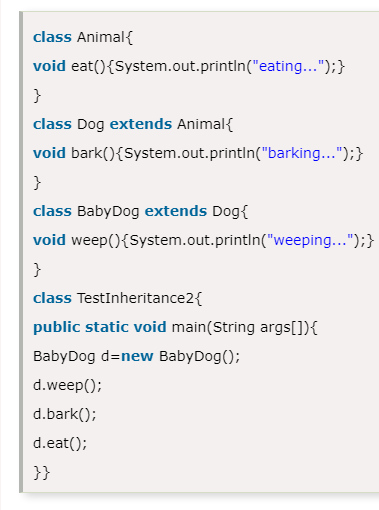 class Animal{
void eat(){System.out.println("eating...");}
}
class Dog extends Animal{
void bark(){System.out.println("barking...");}
}
class BabyDog extends Dog{
void weep(){System.out.println("weeping...");}
}
class TestInheritance2{
public static void main(String args[]){
BabyDog d=new BabyDog();
d.weep();
d.bark();
d.eat();
}}